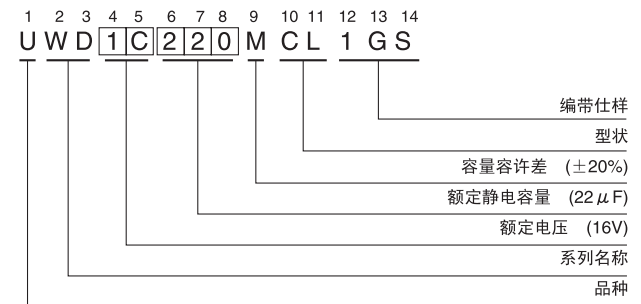 1 2 3 4 5 6 7 8 9 10 11 12 13 14
U W D 1 C 2 2 0 M C L 1 G S
编带仕样
型状
容量容许差 (±20%)
额定静电容量 (22μF)
额定电压 (16V)
系列名称
品种